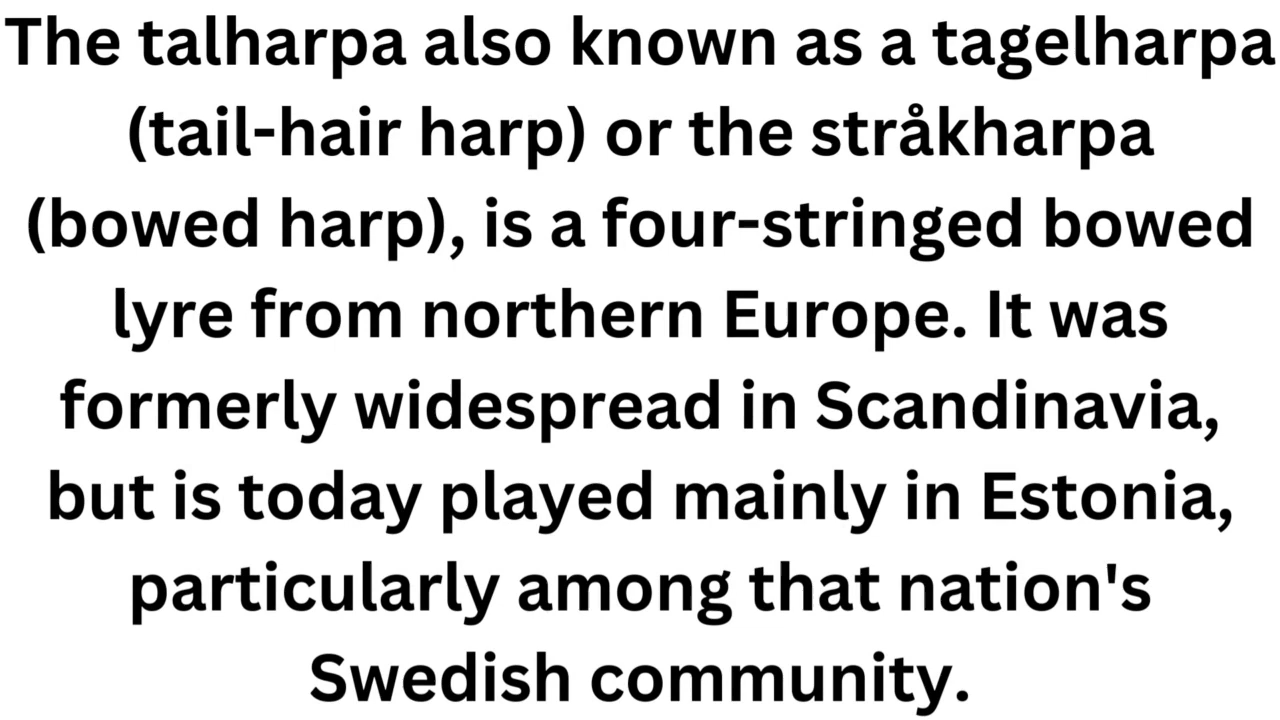 The talharpa also known as a tagelharpa
(tail-hair harp) or the stråkharpa
(bowed harp), is a four-stringed bowed
lyre from northern Europe. It was
formerly widespread in Scandinavia,
but is today played mainly in Estonia,
particularly among that nation's
Swedish community.